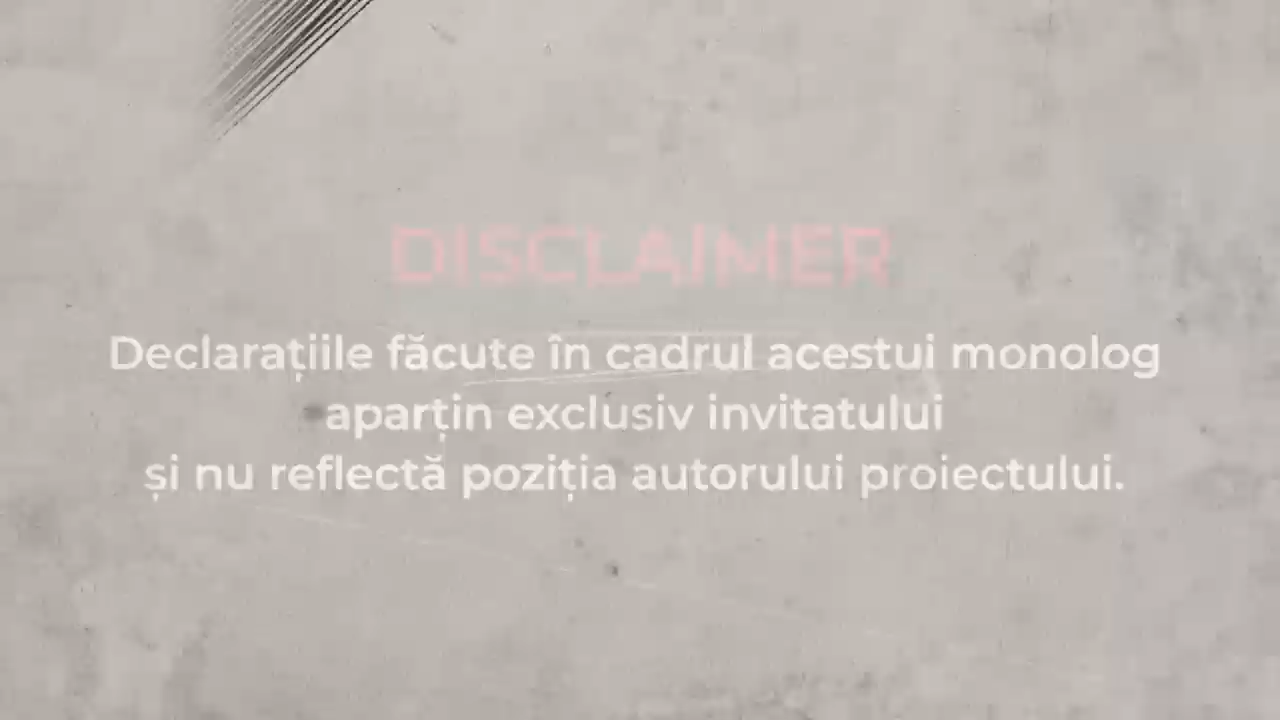 DISCLAIMER
Declarațiile făcute în cadrul acestui monolog
aparțin exclusiv invitatului
și nu reflectă poziția autorului proiectului.